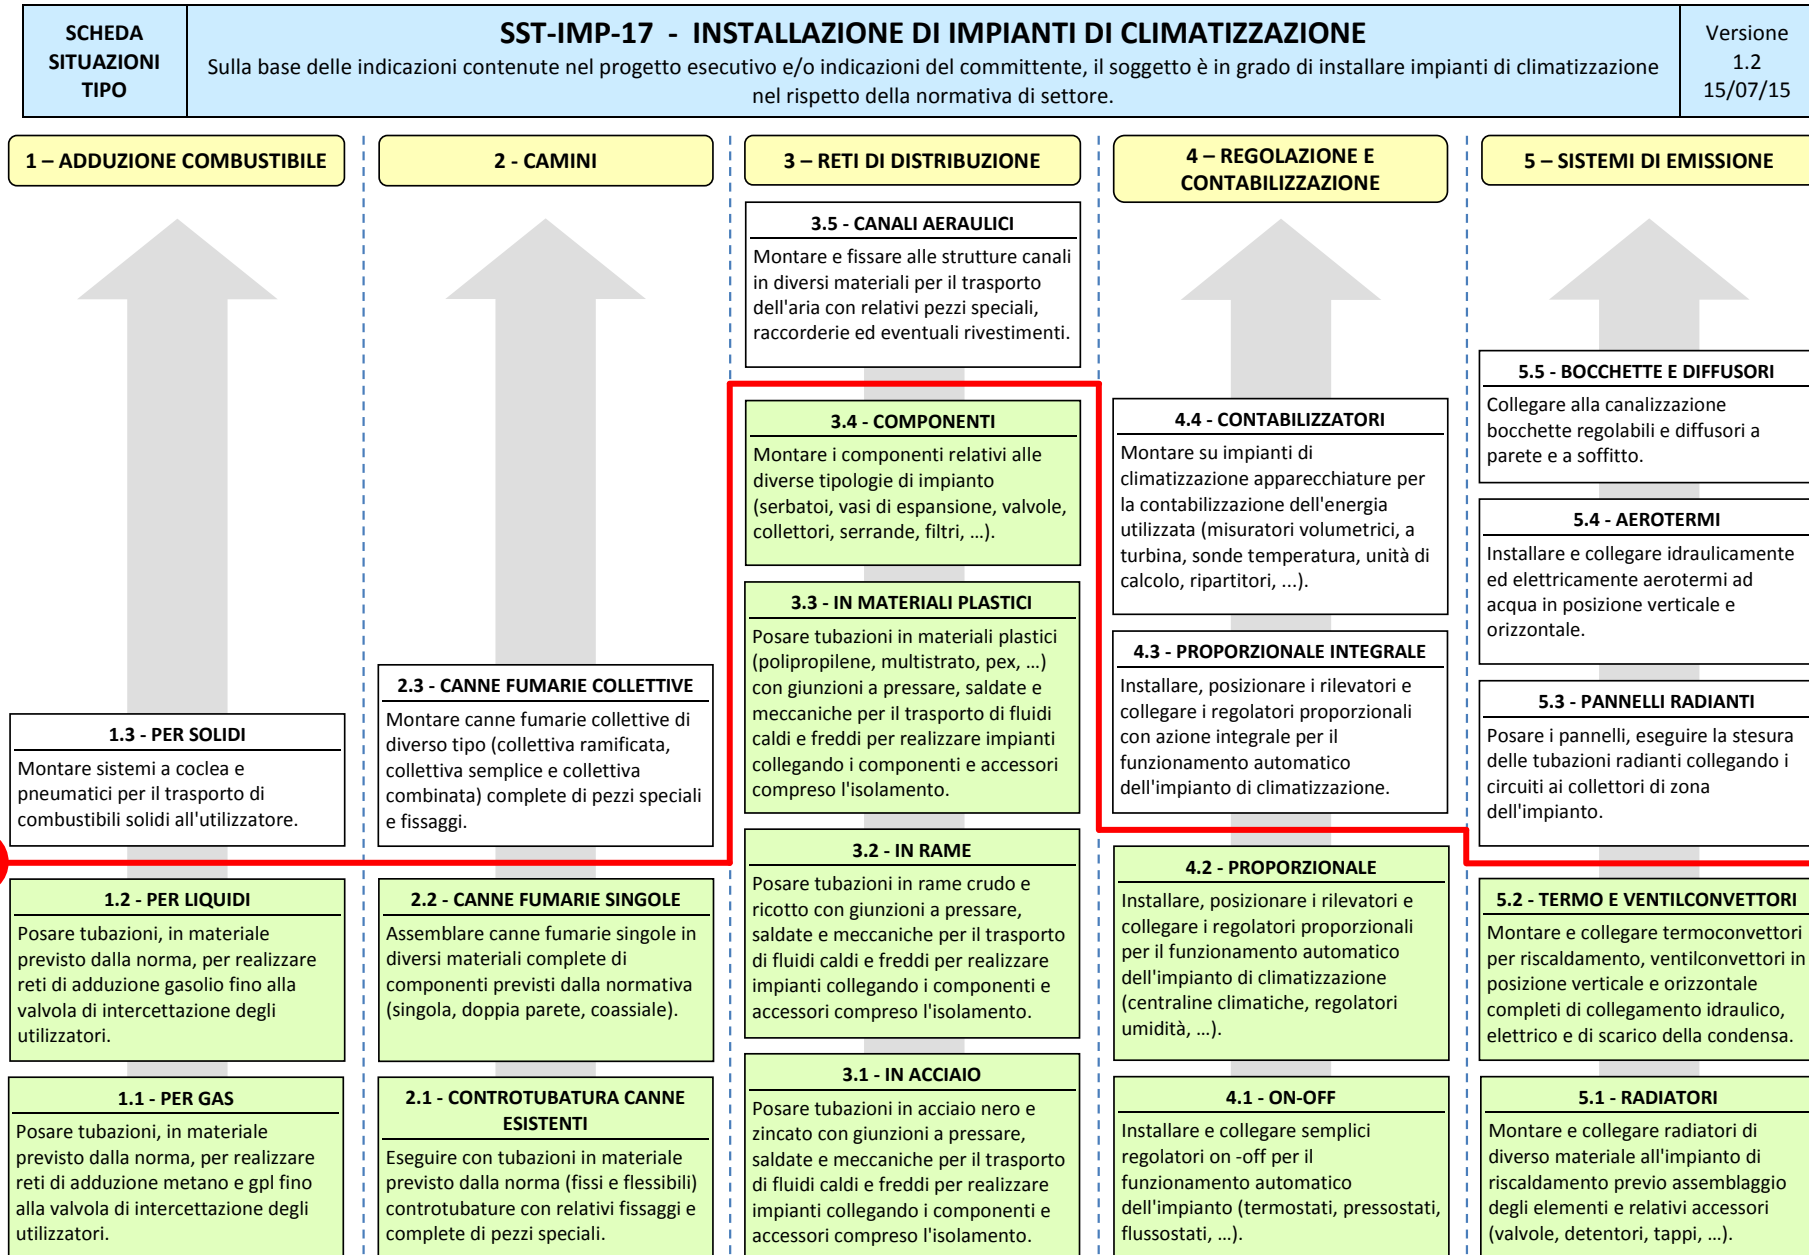 SCHEDA
SITUAZIONI
TIPO
SST-IMP-17 - INSTALLAZIONE DI IMPIANTI DI CLIMATIZZAZIONE
Sulla base delle indicazioni contenute nel progetto esecutivo e/o indicazioni del committente, il soggetto è in grado di installare impianti di climatizzazione
nel rispetto della normativa di settore.
Versione
1.2
15/07/15
1 – ADDUZIONE COMBUSTIBILE
1.3 - PER SOLIDI
Montare sistemi a coclea e
pneumatici per il trasporto di
combustibili solidi all'utilizzatore.
1.2 - PER LIQUIDI
Posare tubazioni, in materiale
previsto dalla norma, per realizzare
reti di adduzione gasolio fino alla
valvola di intercettazione degli
utilizzatori.
1.1 - PER GAS
Posare tubazioni, in materiale
previsto dalla norma, per realizzare
reti di adduzione metano e gpl fino
alla valvola di intercettazione degli
utilizzatori.
2 - CAMINI
2.3 - CANNE FUMARIE COLLETTIVE
Montare canne fumarie collettive di
diverso tipo (collettiva ramificata,
collettiva semplice e collettiva
combinata) complete di pezzi speciali
e fissaggi.
2.2 - CANNE FUMARIE SINGOLE
Assemblare canne fumarie singole in
diversi materiali complete di
componenti previsti dalla normativa
(singola, doppia parete, coassiale).
2.1 - CONTROTUBATURA CANNE
ESISTENTI
Eseguire con tubazioni in materiale
previsto dalla norma (fissi e flessibili)
controtubature con relativi fissaggi e
complete di pezzi speciali.
3 – RETI DI DISTRIBUZIONE
3.5 - CANALI AERAULICI
Montare e fissare alle strutture canali
in diversi materiali per il trasporto
dell'aria con relativi pezzi speciali,
raccorderie ed eventuali rivestimenti.
3.4 - COMPONENTI
Montare i componenti relativi alle
diverse tipologie di impianto
(serbatoi, vasi di espansione, valvole,
collettori, serrande, filtri, …).
3.3 - IN MATERIALI PLASTICI
Posare tubazioni in materiali plastici
(polipropilene, multistrato, pex, …)
con giunzioni a pressare, saldate e
meccaniche per il trasporto di fluidi
caldi e freddi per realizzare impianti
collegando i componenti e accessori
compreso l'isolamento.
3.2 - IN RAME
Posare tubazioni in rame crudo e
ricotto con giunzioni a pressare,
saldate e meccaniche per il trasporto
di fluidi caldi e freddi per realizzare
impianti collegando i componenti e
accessori compreso l'isolamento.
3.1 - IN ACCIAIO
Posare tubazioni in acciaio nero e
zincato con giunzioni a pressare,
saldate e meccaniche per il trasporto
di fluidi caldi e freddi per realizzare
impianti collegando i componenti e
accessori compreso l'isolamento.
4 – REGOLAZIONE E
CONTABILIZZAZIONE
4.4 - CONTABILIZZATORI
Montare su impianti di
climatizzazione apparecchiature per
la contabilizzazione dell'energia
utilizzata (misuratori volumetrici, a
turbina, sonde temperatura, unità di
calcolo, ripartitori, ...).
4.3 - PROPORZIONALE INTEGRALE
Installare, posizionare i rilevatori e
collegare i regolatori proporzionali
con azione integrale per il
funzionamento automatico
dell'impianto di climatizzazione.
4.2 - PROPORZIONALE
Installare, posizionare i rilevatori e
collegare i regolatori proporzionali
per il funzionamento automatico
dell'impianto di climatizzazione
(centraline climatiche, regolatori
umidità, …).
4.1 - ON-OFF
Installare e collegare semplici
regolatori on -off per il
funzionamento automatico
dell'impianto (termostati, pressostati,
flussostati, …).
5 – SISTEMI DI EMISSIONE
5.5 - BOCCHETTE E DIFFUSORI
Collegare alla canalizzazione
bocchette regolabili e diffusori a
parete e a soffitto.
5.4 - AEROTERMI
Installare e collegare idraulicamente
ed elettricamente aerotermi ad
acqua in posizione verticale e
orizzontale.
5.3 - PANNELLI RADIANTI
Posare i pannelli, eseguire la stesura
delle tubazioni radianti collegando i
circuiti ai collettori di zona
dell'impianto.
5.2 - TERMO E VENTILCONVETTORI
Montare e collegare termoconvettori
per riscaldamento, ventilconvettori in
posizione verticale e orizzontale
completi di collegamento idraulico,
elettrico e di scarico della condensa.
5.1 - RADIATORI
Montare e collegare radiatori di
diverso materiale all'impianto di
riscaldamento previo assemblaggio
degli elementi e relativi accessori
(valvole, detentori, tappi, …).